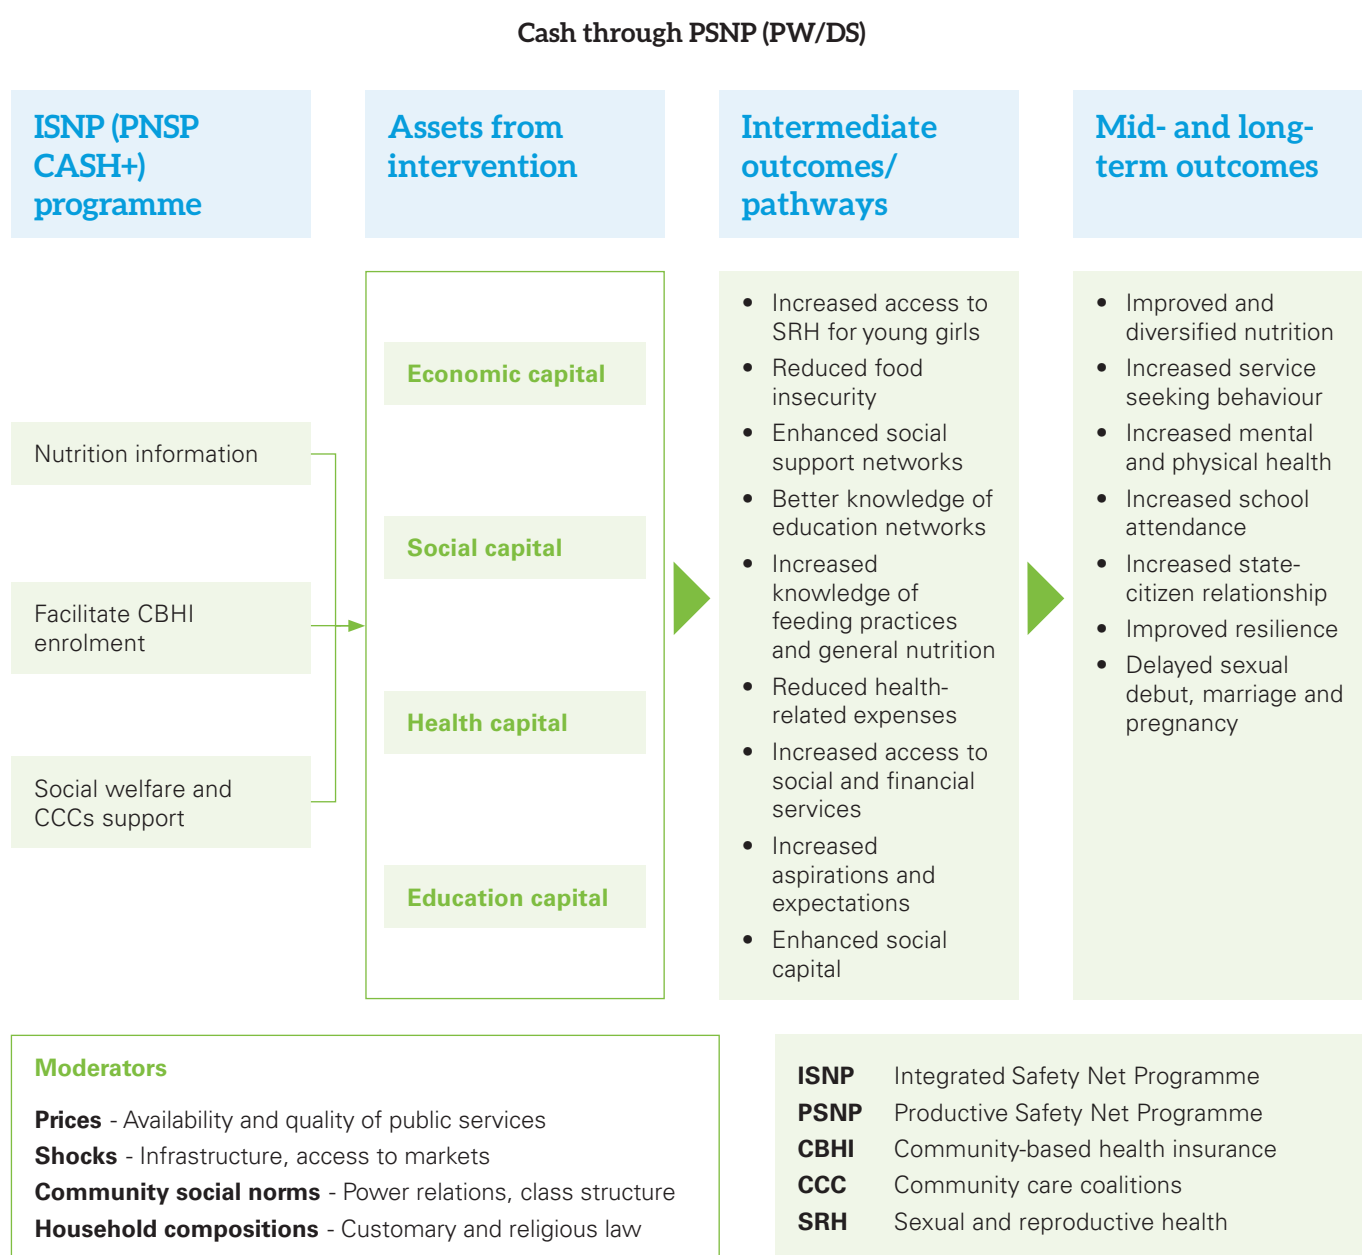 Cash through PSNP (PW/DS)
ISNP (PNSP
CASH+)
programme
Assets from
intervention
Intermediate
outcomes/
pathways
Mid- and long-
term outcomes
Nutrition information
Facilitate CBHI
enrolment
Social welfare and
CCCs support
Economic capital
Social capital
Health capital
Education capital
• Increased access to
SRH for young girls
• Reduced food
insecurity
• Enhanced social
support networks
• Better knowledge of
education networks
• Increased
knowledge of
feeding practices
and general nutrition
• Reduced health-
related expenses
• Increased access to
social and financial
services
• Increased
aspirations and
expectations
• Enhanced social
capital
• Improved and
diversified nutrition
• Increased service
seeking behaviour
• Increased mental
and physical health
• Increased school
attendance
• Increased state-
citizen relationship
• Improved resilience
• Delayed sexual
debut, marriage and
pregnancy
Moderators
Prices - Availability and quality of public services
Shocks - Infrastructure, access to markets
Community social norms - Power relations, class structure
Household compositions - Customary and religious law
ISNP Integrated Safety Net Programme
PSNP Productive Safety Net Programme
CBHI Community-based health insurance
CCC Community care coalitions
SRH Sexual and reproductive health